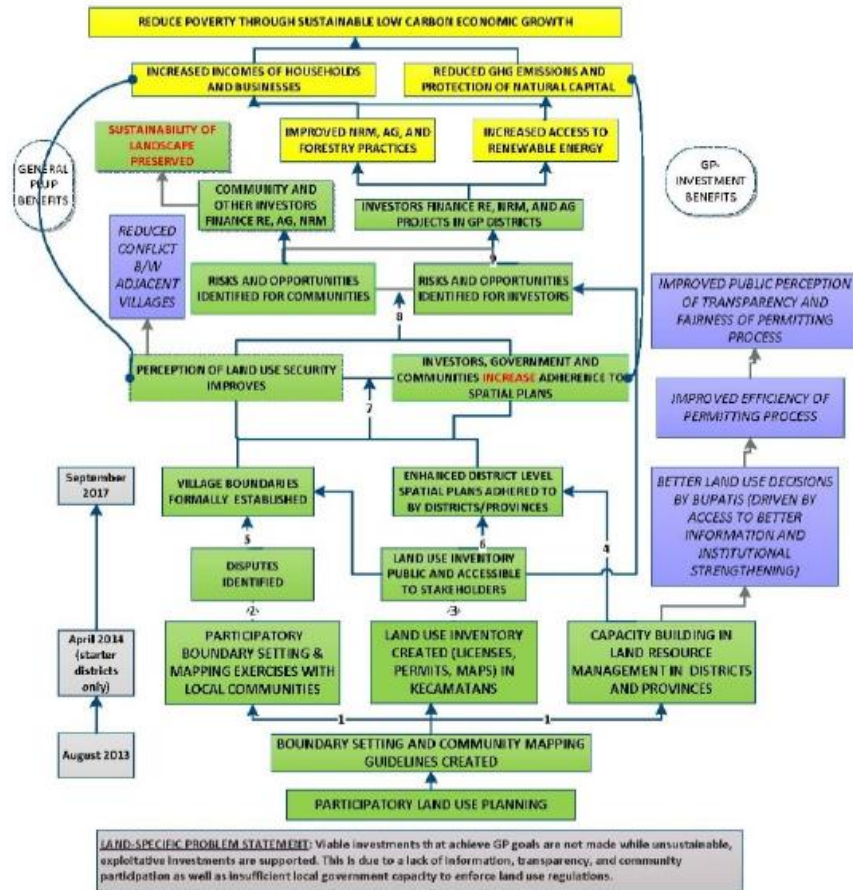 REDUCE POVERTY THROUGH SUSTAINABLE LOW CARBON ECONOMIC GROWTH
INCREASED INCOMES OF HOUSEHOLDS
AND BUSINESSES
REDUCED GHG EMISSIONS AND
PROTECTION OF NATURAL CAPITAL
SUSTAINABILITY OF
LANDSCAPE
PRESERVED
IMPROVED NRM, AG, AND
FORESTRY PRACTICES
INCREASED ACCESS TO
RENEWABLE ENERGY
GENERAL
PLUP
BENEFITS
GP-
INVESTMENT
BENEFITS
COMMUNITY AND
OTHER INVESTORS
FINANCE RE, AG, NRM
INVESTORS FINANCE RE, NRM, AND AG
PROJECTS IN GP DISTRICTS
REDUCED
CONFLICT
B/W
ADJACENT
VILLAGES
9
RISKS AND OPPORTUNITIES
IDENTIFIED FOR COMMUNITIES
RISKS AND OPPORTUNITIES
IDENTIFIED FOR INVESTORS
IMPROVED PUBLIC PERCEPTION
OF TRANSPARENCY AND
FAIRNESS OF PERMITTING
PROCESS
8
PERCEPTION OF LAND USE SECURITY
IMPROVES
INVESTORS, GOVERNMENT AND
COMMUNITIES INCREASE ADHERENCE TO
SPATIAL PLANS
7
IMPROVED EFFICIENCY OF
PERMITTING PROCESS
September
2017
VILLAGE BOUNDARIES
FORMALLY ESTABLISHED
ENHANCED DISTRICT LEVEL
SPATIAL PLANS ADHERED TO
BY DISTRICTS/PROVINCES
BETTER LAND USE DECISIONS
BY BUPATIS (DRIVEN BY
ACCESS TO BETTER
INFORMATION AND
INSTITUTIONAL
STRENGTHENING)
5
6
4
DISPUTES
IDENTIFIED
LAND USE INVENTORY
PUBLIC AND ACCESSIBLE
TO STAKEHOLDERS
2
3
April 2014
(starter
districts
only)
PARTICIPATORY
BOUNDARY SETTING &
MAPPING EXERCISES WITH
LOCAL COMMUNITIES
LAND USE INVENTORY
CREATED (LICENSES,
PERMITS, MAPS) IN
KECAMATANS
CAPACITY BUILDING IN
LAND RESOURCE
MANAGEMENT IN DISTRICTS
AND PROVINCES
1
1
August 2013
BOUNDARY SETTING AND COMMUNITY MAPPING
GUIDELINES CREATED
PARTICIPATORY LAND USE PLANNING
LAND-SPECIFIC PROBLEM STATEMENT: Viable investments that achieve GP goals are not made while unsustainable,
exploitative investments are supported. This is due to a lack of information, transparency, and community
participation as well as insufficient local government capacity to enforce land use regulations.